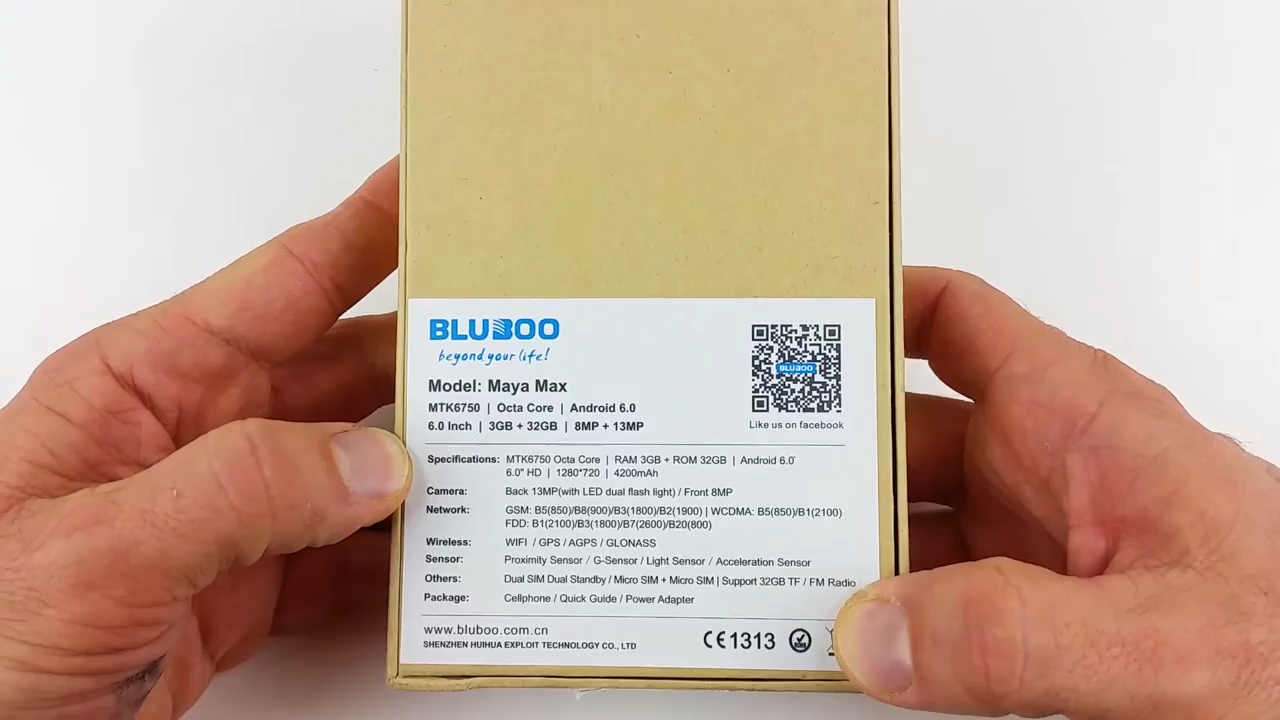 BLUBOO
beyond your life!
Model: Maya Max
MTK6750 | Octa Core | Android 6.0
6.0 Inch | 3GB + 32GB | 8MP + 13MP
BLUBOO
Like us on facebook
Specifications: MTK6750 Octa Core | RAM 3GB + ROM 32GB | Android 6.0
6.0" HD | 1280*720 | 4200mAh
Camera: Back 13MP(with LED dual flash light) / Front 8MP
Network: GSM: B5(850)/B8(900)/B3(1800)/B2(1900) | WCDMA: B5(850)/B1(2100)
FDD: B1(2100)/B3(1800)/B7(2600)/B20(800)
Wireless: WIFI / GPS / AGPS / GLONASS
Sensor: Proximity Sensor / G-Sensor / Light Sensor / Acceleration Sensor
Others: Dual SIM Dual Standby / Micro SIM + Micro SIM | Support 32GB TF / FM Radio
Package: Cellphone / Quick Guide / Power Adapter
www.bluboo.com.cn
SHENZHEN HUIHUA EXPLOIT TECHNOLOGY CO., LTD
CE1313